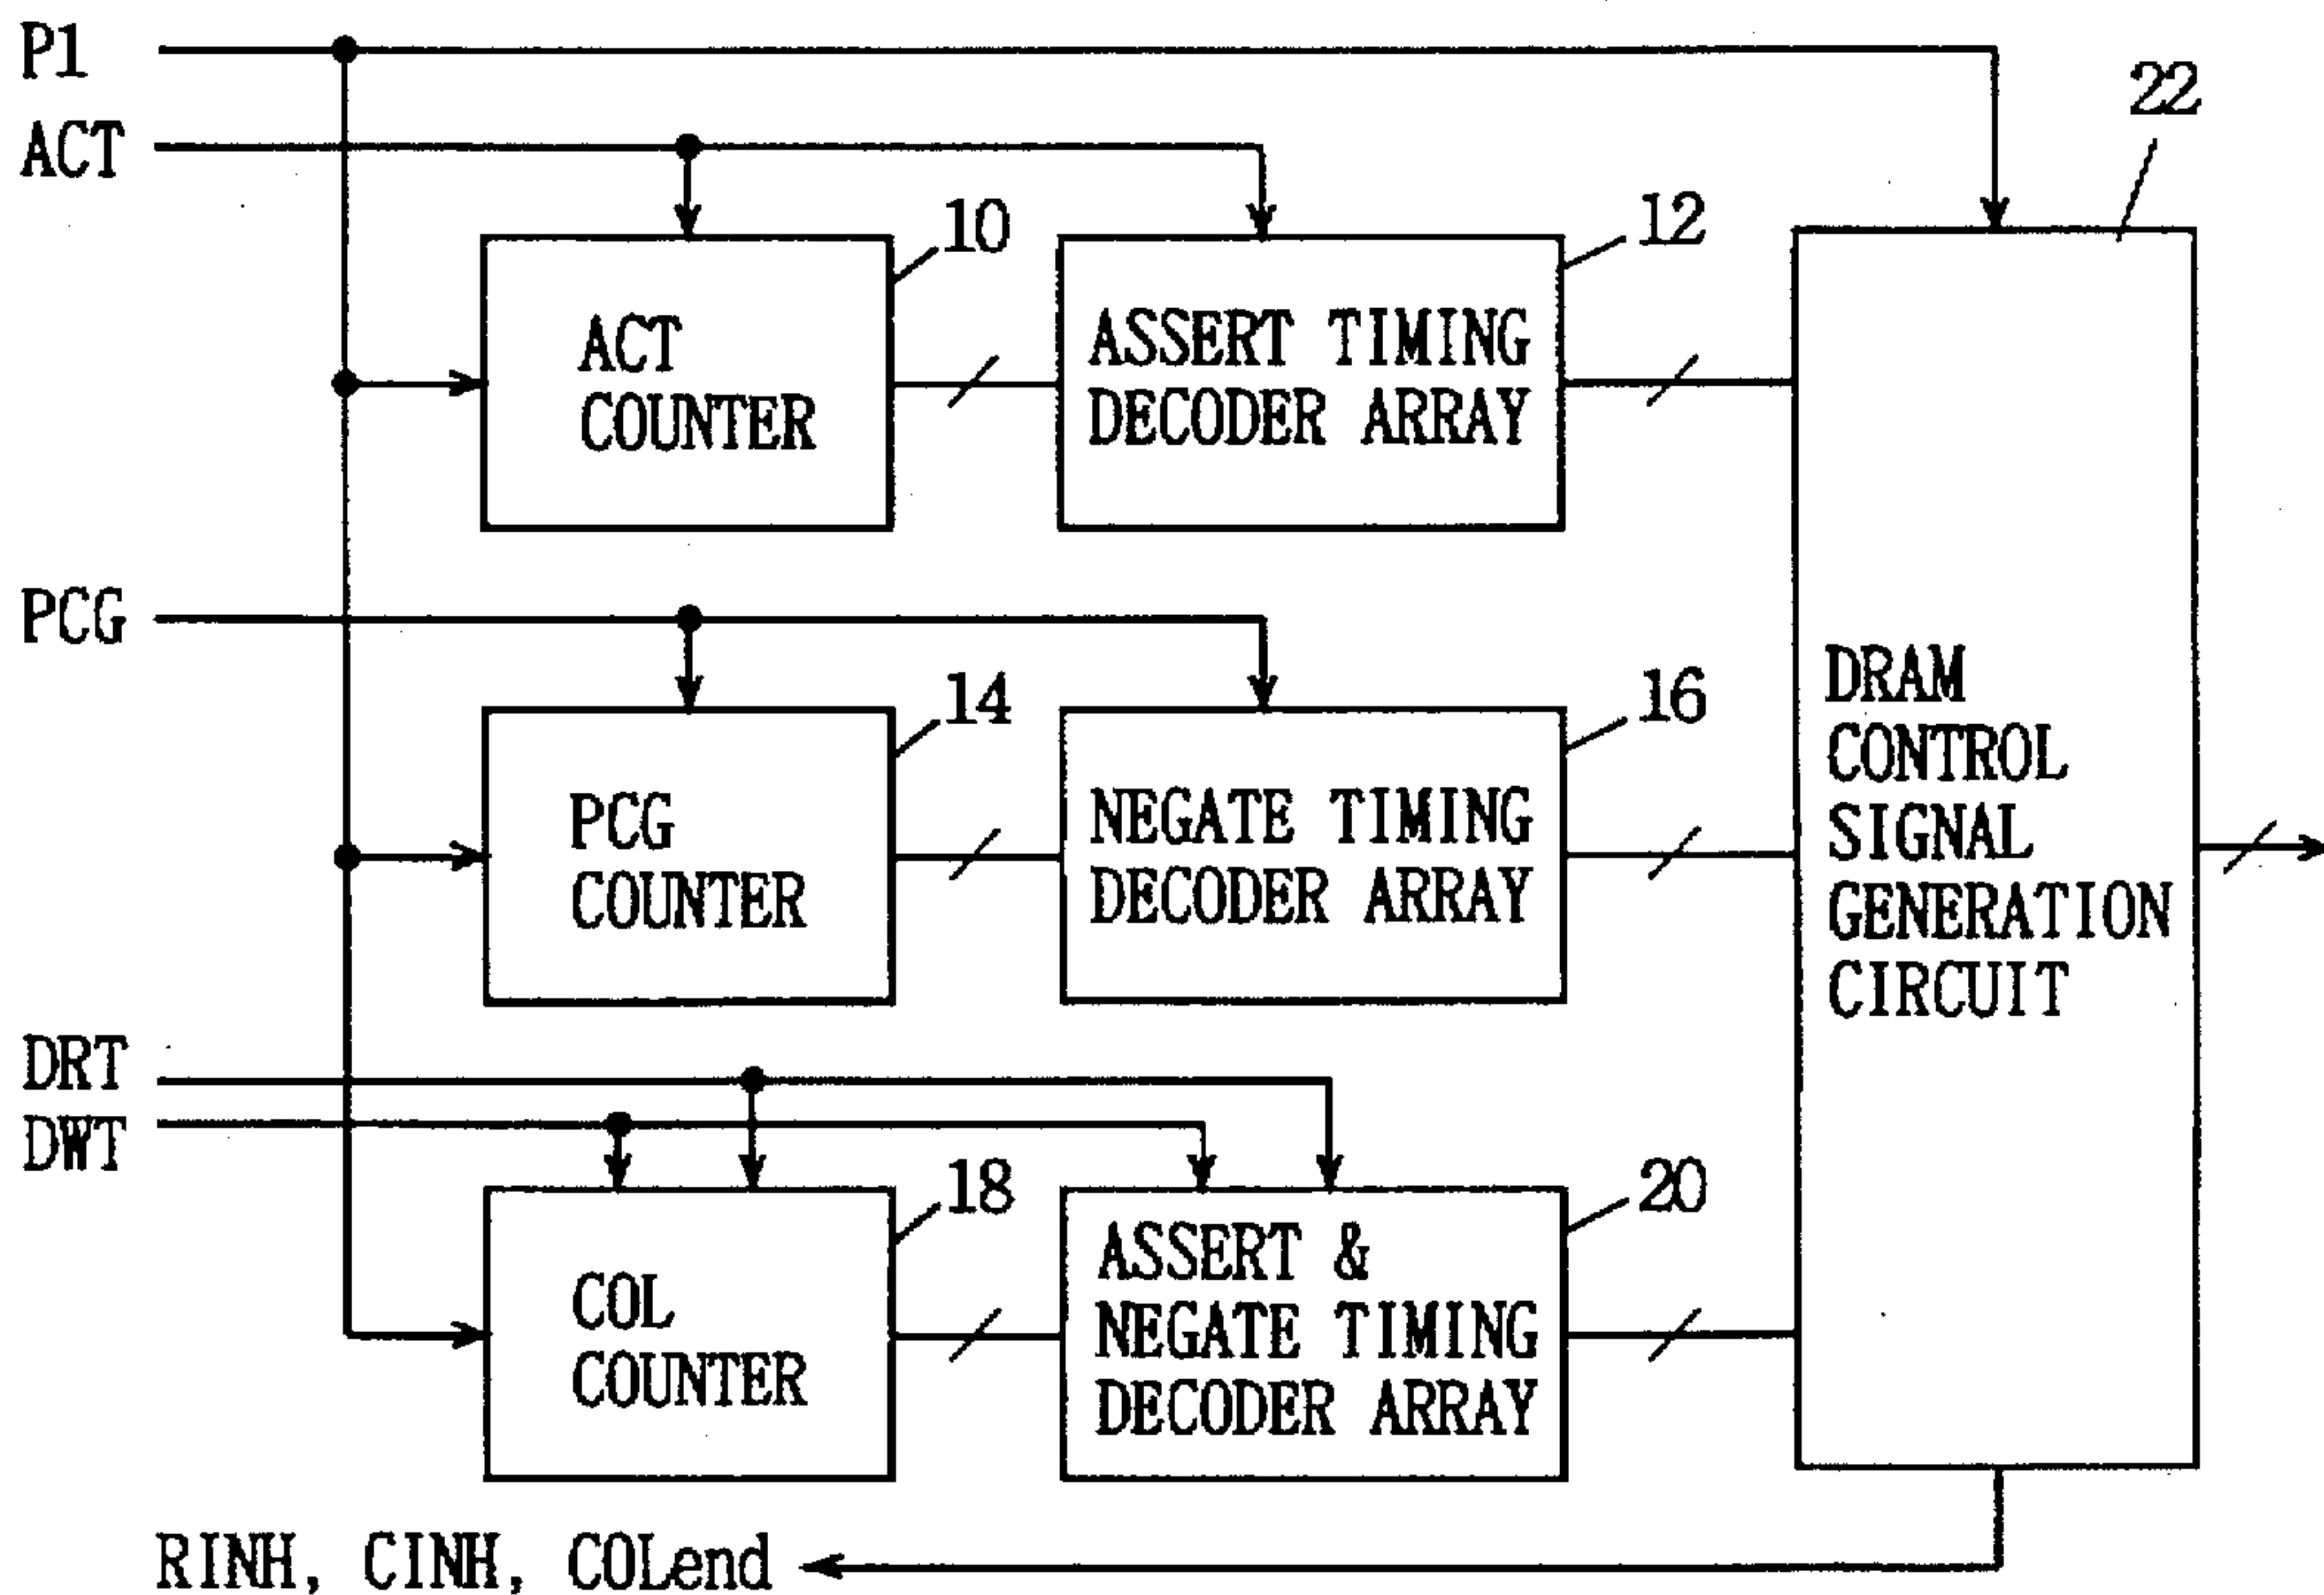 P1
ACT
22
10
12
ACT
COUNTER
ASSERT TIMING
DECODER ARRAY
PCG
14
16
PCG
COUNTER
NEGATE TIMING
DECODER ARRAY
DRAM
CONTROL
SIGNAL
GENERATION
CIRCUIT
DRT
DWT
18
20
COL
COUNTER
ASSERT &
NEGATE TIMING
DECODER ARRAY
RINH, CINH, COLend